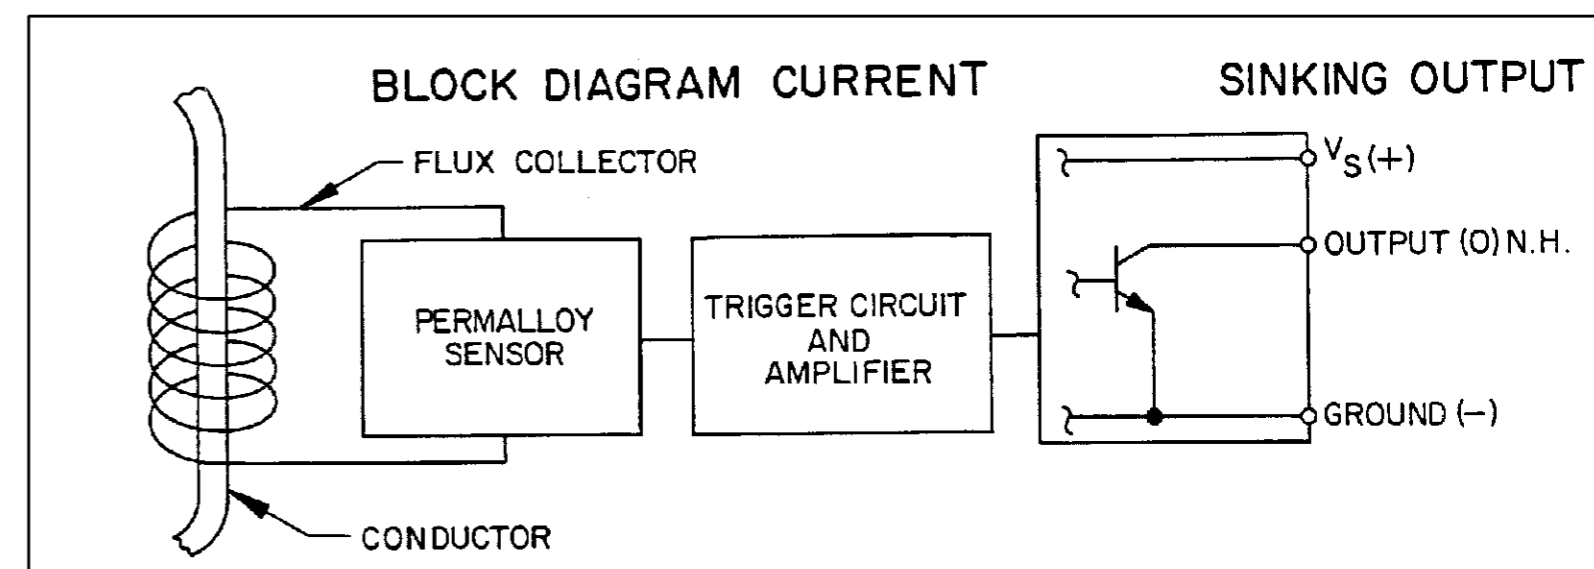 BLOCK DIAGRAM CURRENT SINKING OUTPUT
FLUX COLLECTOR
VS (+)
OUTPUT (O) N.H.
PERMALLOY
SENSOR
TRIGGER CIRCUIT
AND
AMPLIFIER
GROUND (−)
CONDUCTOR